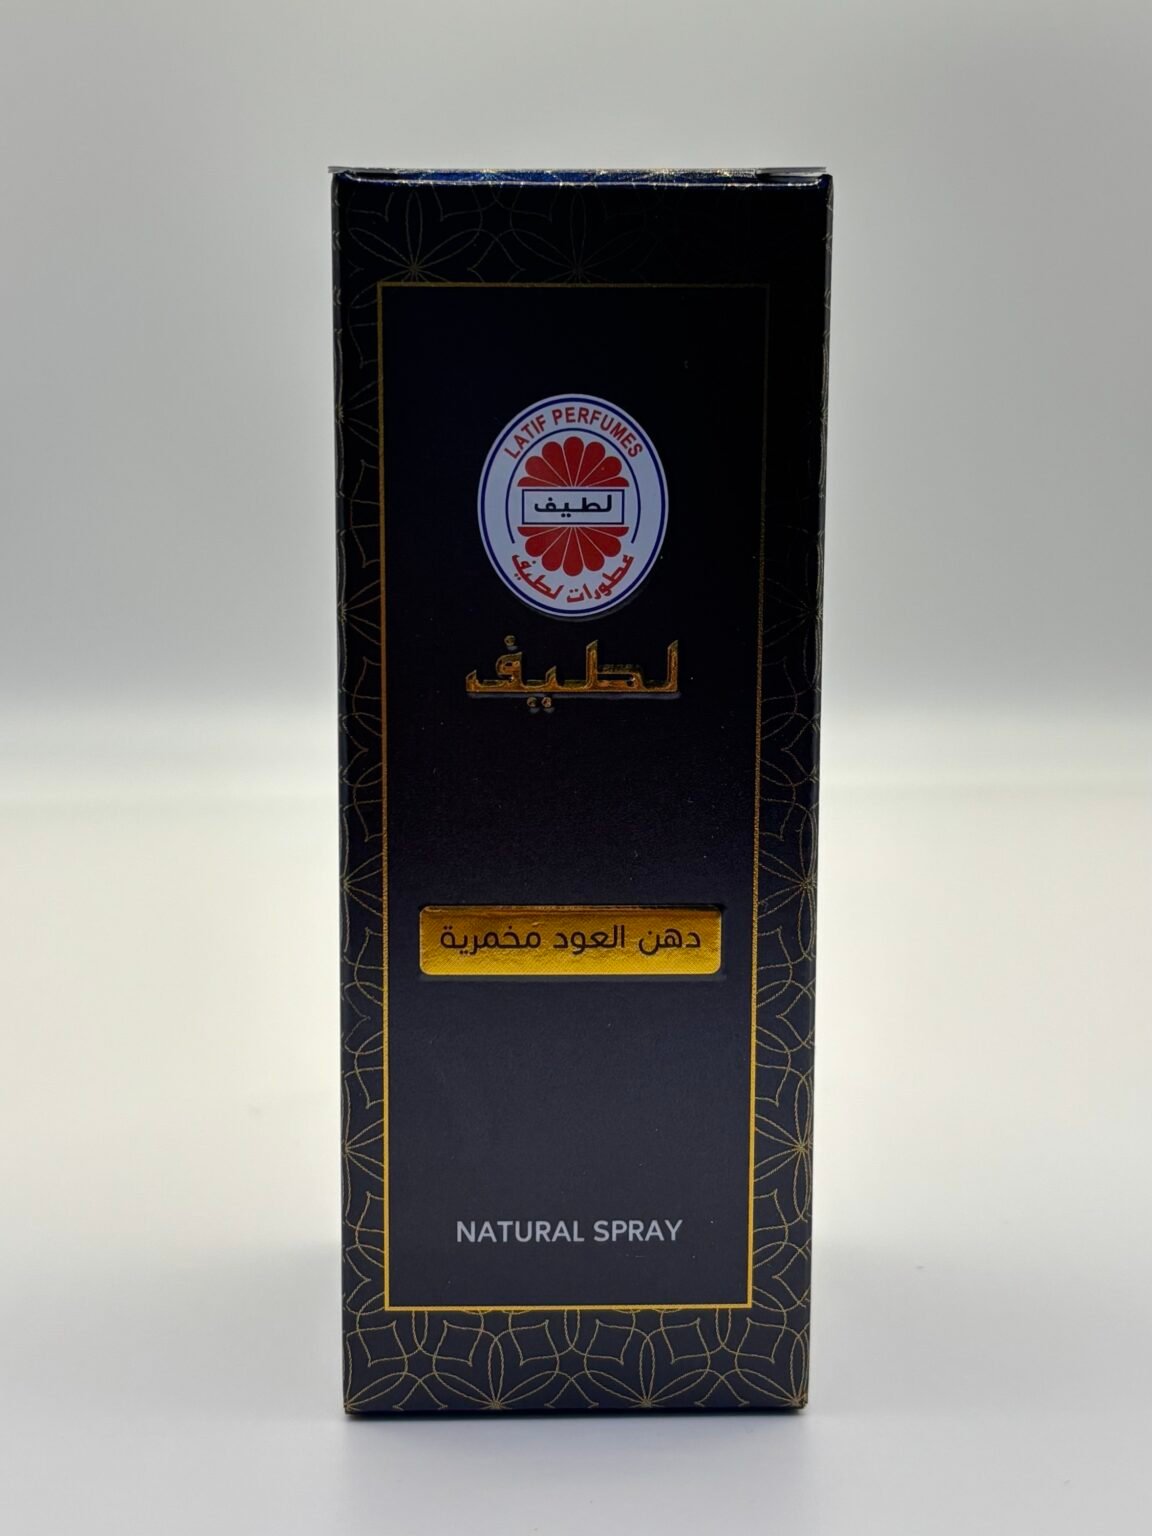 LATIF PERFUMES
لطيف
عطورات لطيف
لطيف
دهن العود مخمرية
NATURAL SPRAY